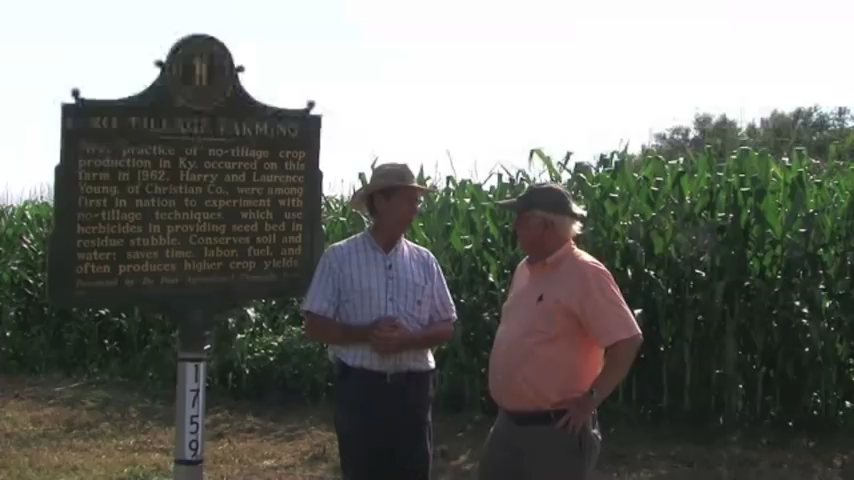 NO-TILLAGE FARMING
First practice of no-tillage crop
production in Ky. occurred on this
farm in 1962. Harry and Laurence
Young, of Christian Co., were among
first in nation to experiment with
no-tillage techniques, which use
herbicides in providing seed bed in
residue stubble. Conserves soil and
water; saves time, labor, fuel, and
often produces higher crop yields.
Presented by
1759